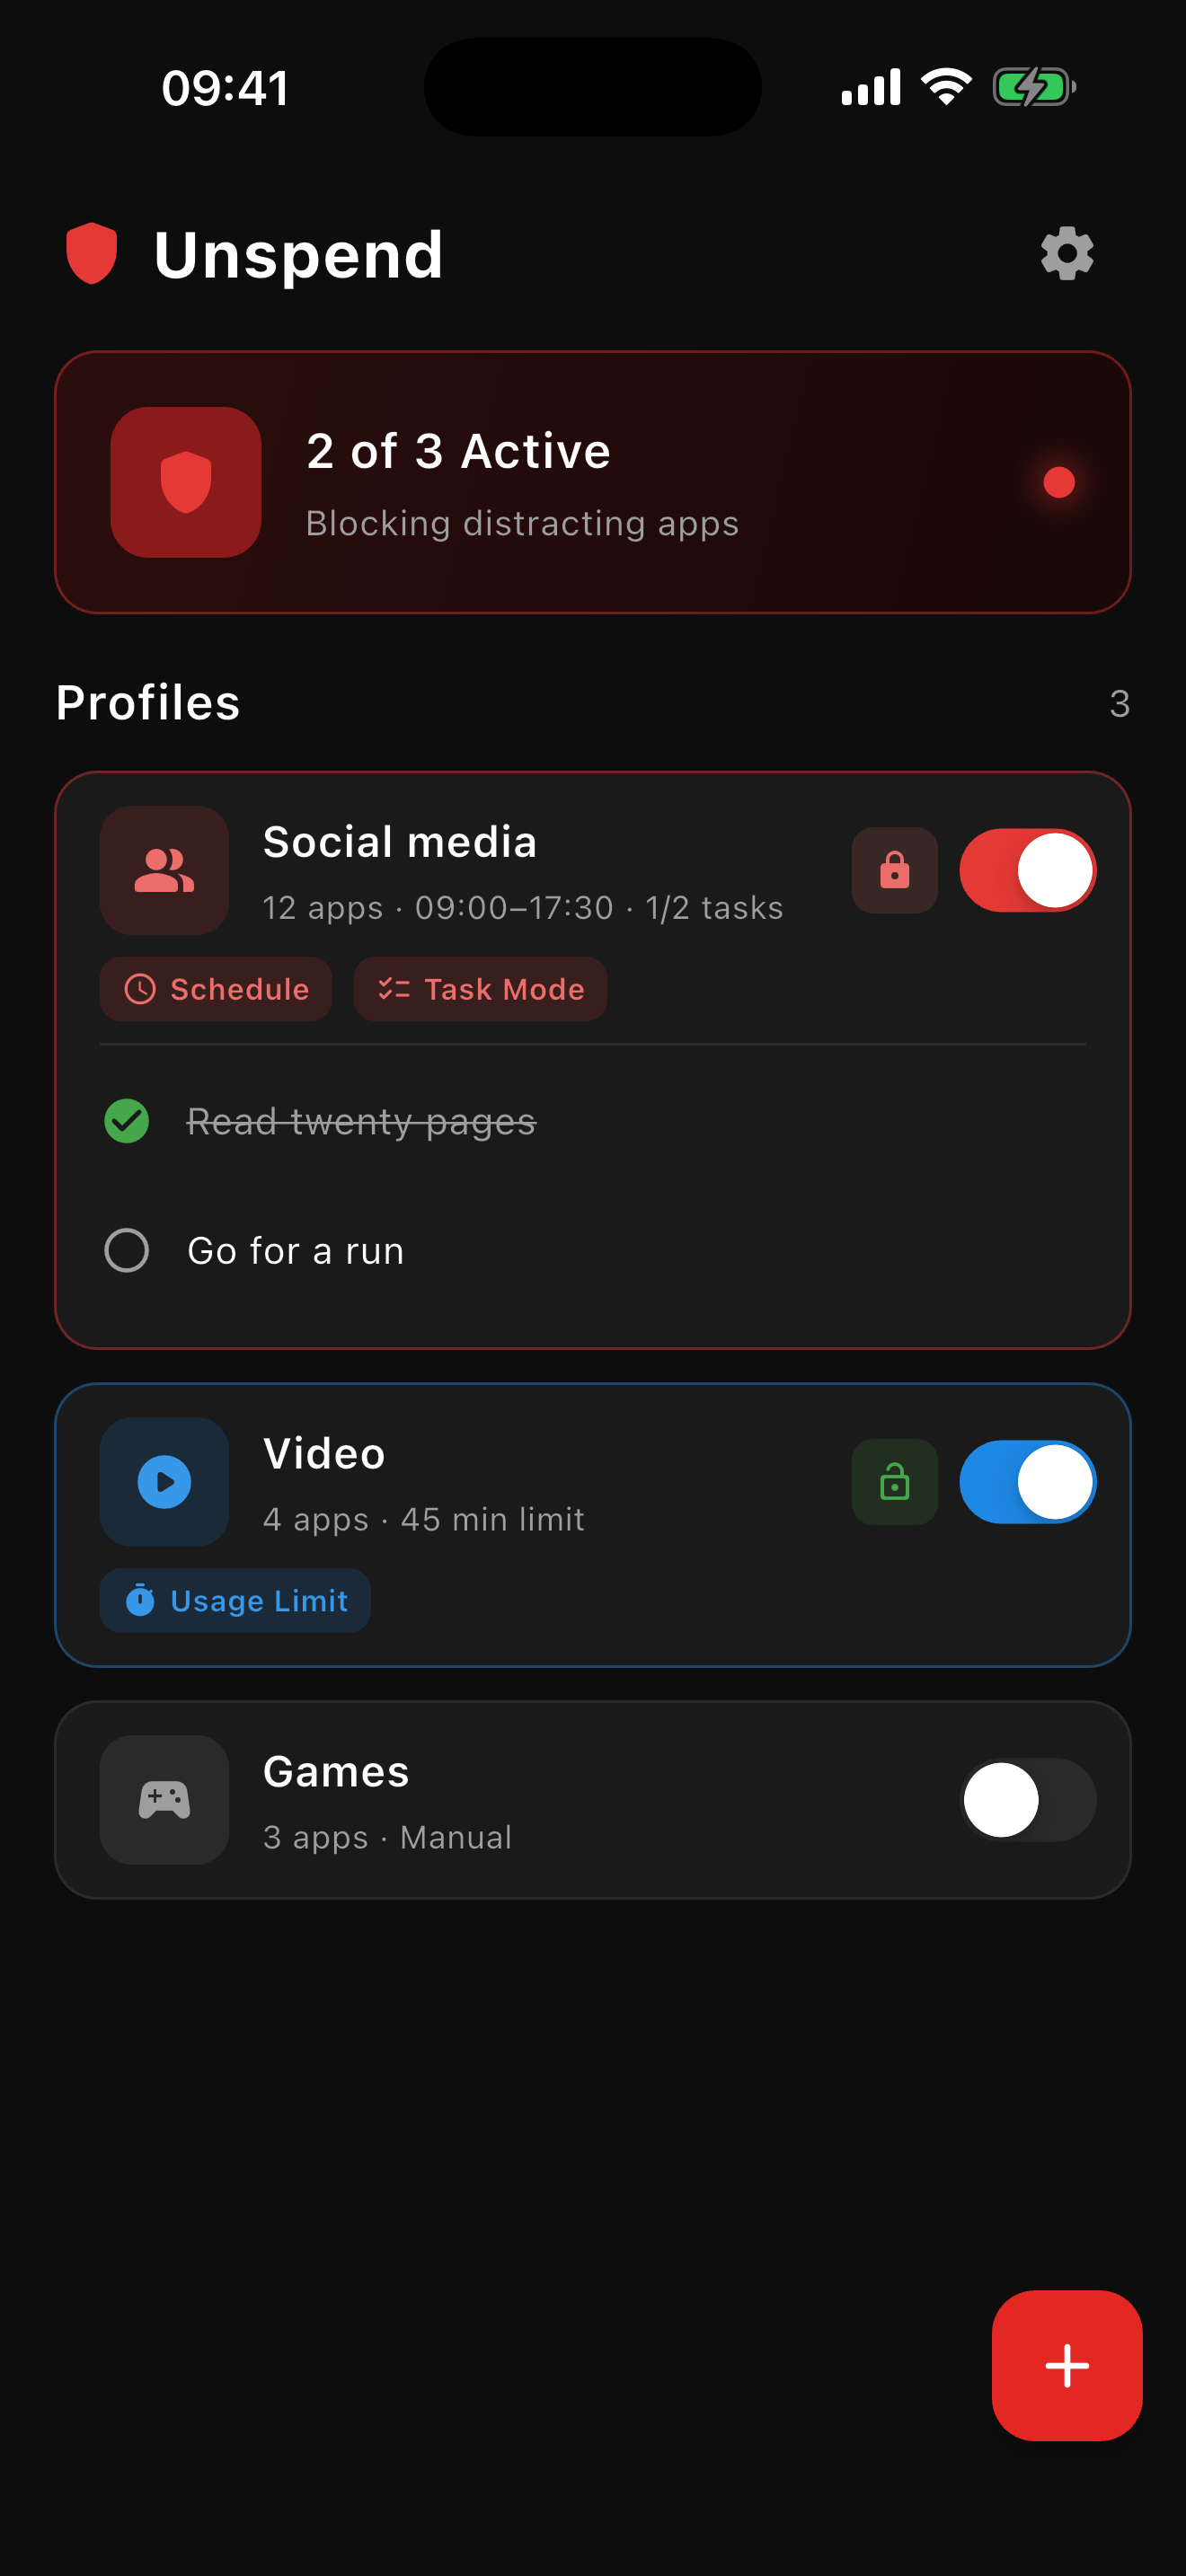 09:41
Unspend
2 of 3 Active
Blocking distracting apps
Profiles
3
Social media
12 apps · 09:00–17:30 · 1/2 tasks
Schedule
Task Mode
Read twenty pages
Go for a run
Video
4 apps · 45 min limit
Usage Limit
Games
3 apps · Manual